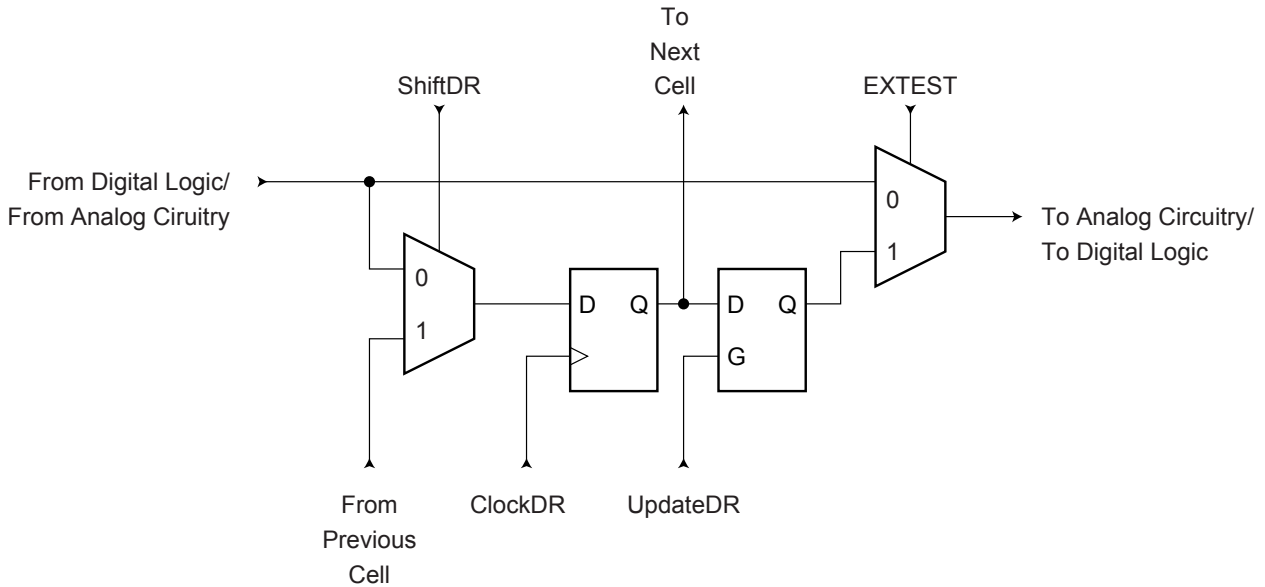 To
Next
Cell
ShiftDR
EXTEST
From Digital Logic/
From Analog Ciruitry
0
1
To Analog Circuitry/
To Digital Logic
0
1
D Q
D Q
G
From
Previous
Cell
ClockDR
UpdateDR